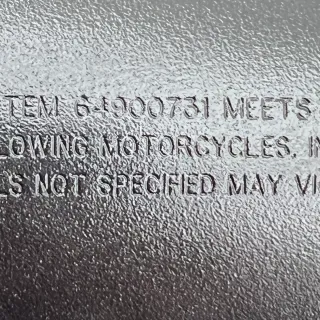 TEM 64900731 MEETS
LOWING MOTORCYCLES. IN
LS NOT SPECIFIED MAY VI